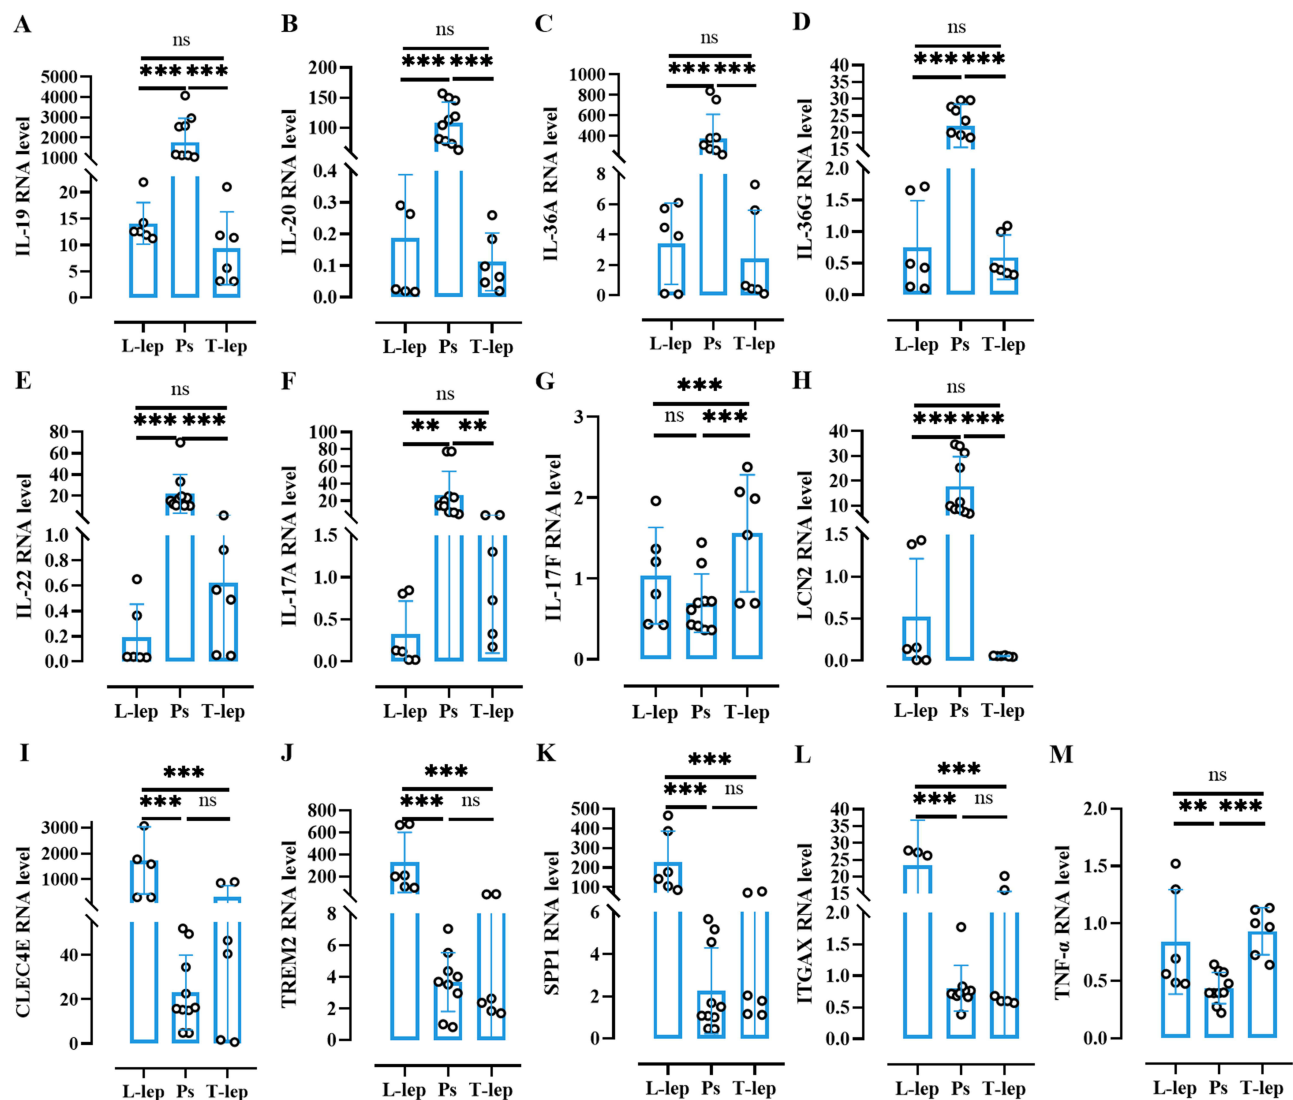 A
IL-19 RNA level
ns
*** ***
5000
4000
3000
2000
1000
20
15
10
5
0
L-lep Ps T-lep
B
IL-20 RNA level
ns
*** ***
200
150
100
0.4
0.3
0.2
0.1
0.0
L-lep Ps T-lep
C
IL-36A RNA level
ns
*** ***
1000
800
600
400
8
6
4
2
0
L-lep Ps T-lep
D
IL-36G RNA level
ns
*** ***
40
35
30
25
20
15
2.0
1.5
1.0
0.5
0.0
L-lep Ps T-lep
E
IL-22 RNA level
ns
*** ***
80
60
40
20
1.0
0.8
0.6
0.4
0.2
0.0
L-lep Ps T-lep
F
IL-17A RNA level
ns
** **
100
80
60
40
20
1.5
1.0
0.5
0.0
L-lep Ps T-lep
G
IL-17F RNA level
***
ns ***
3
2
1
0
L-lep Ps T-lep
H
LCN2 RNA level
ns
*** ***
40
30
20
10
1.5
1.0
0.5
0.0
L-lep Ps T-lep
I
CLEC4E RNA level
***
*** ns
3000
2000
1000
40
20
0
L-lep Ps T-lep
J
TREM2 RNA level
***
*** ns
800
600
400
200
8
6
4
2
0
L-lep Ps T-lep
K
SPP1 RNA level
***
*** ns
500
400
300
200
100
6
4
2
0
L-lep Ps T-lep
L
ITGAX RNA level
***
*** ns
40
35
30
25
20
15
2.0
1.5
1.0
0.5
0.0
L-lep Ps T-lep
M
TNF-α RNA level
ns
** ***
2.0
1.5
1.0
0.5
0.0
L-lep Ps T-lep